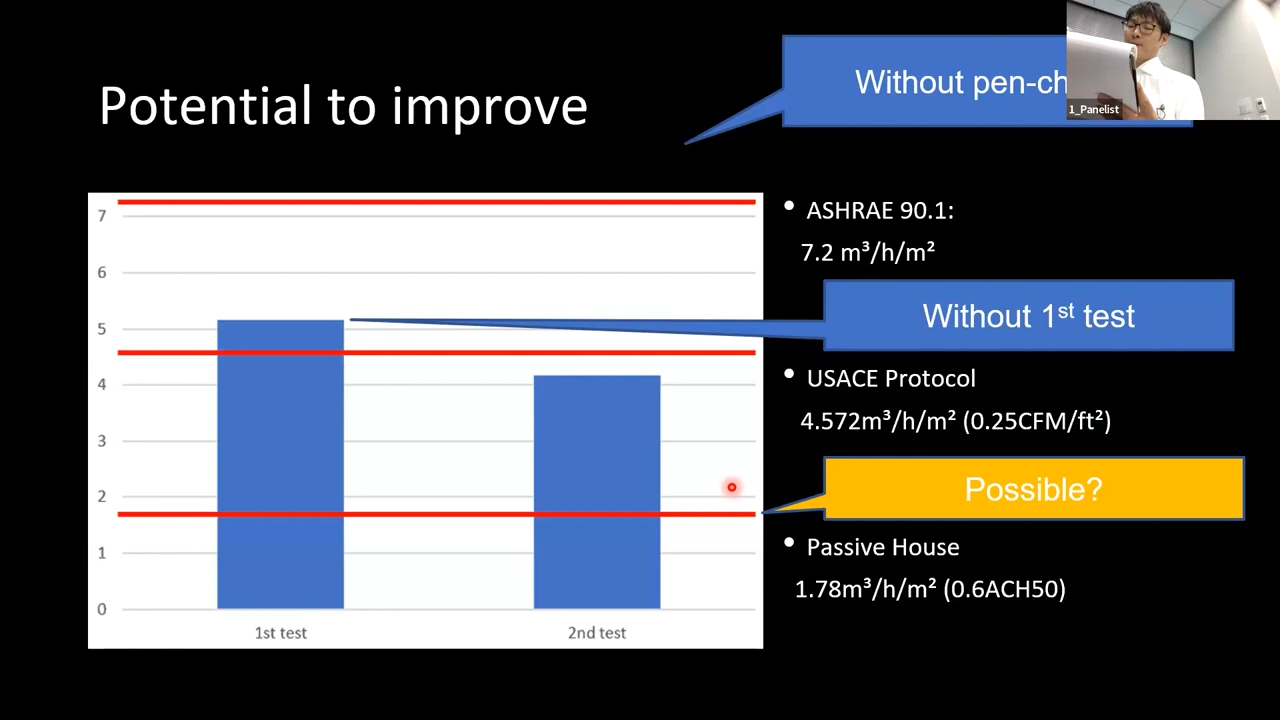 Potential to improve
Without
1_Panelist
7
6
5
4
3
2
1
0
1st test
2nd test
• ASHRAE 90.1:
7.2 m³/h/m²
Without 1st test
• USACE Protocol
4.572m³/h/m² (0.25CFM/ft²)
Possible?
• Passive House
1.78m³/h/m² (0.6ACH50)